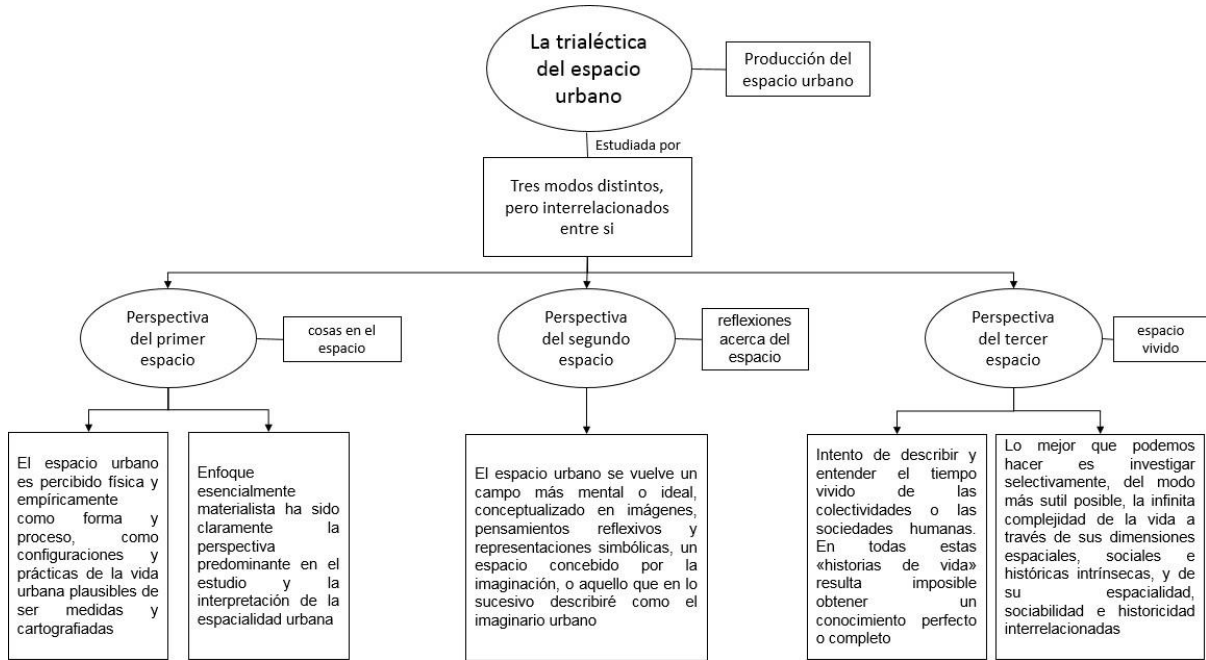 La trialéctica
del espacio
urbano
Producción del
espacio urbano
Estudiada por
Tres modos distintos,
pero interrelacionados
entre si
Perspectiva
del primer
espacio
cosas en el
espacio
Perspectiva
del segundo
espacio
reflexiones
acerca del
espacio
Perspectiva
del tercer
espacio
espacio
vivido
El espacio urbano
es percibido física y
empíricamente
como forma y
proceso, como
configuraciones y
prácticas de la vida
urbana plausibles de
ser medidas y
cartografiadas
Enfoque
esencialmente
materialista ha sido
claramente la
perspectiva
predominante en el
estudio y la
interpretación de la
espacialidad urbana
El espacio urbano se vuelve un
campo más mental o ideal,
conceptualizado en imágenes,
pensamientos reflexivos y
representaciones simbólicas, un
espacio concebido por la
imaginación, o aquello que en lo
sucesivo describiré como el
imaginario urbano
Intento de describir y
entender el tiempo
vivido de las
colectividades o las
sociedades humanas.
En todas estas
«historias de vida»
resulta imposible
obtener un
conocimiento perfecto
o completo
Lo mejor que podemos
hacer es investigar
selectivamente, del modo
más sutil posible, la infinita
complejidad de la vida a
través de sus dimensiones
espaciales, sociales e
históricas intrínsecas, y de
su espacialidad,
sociabilidad e historicidad
interrelacionadas